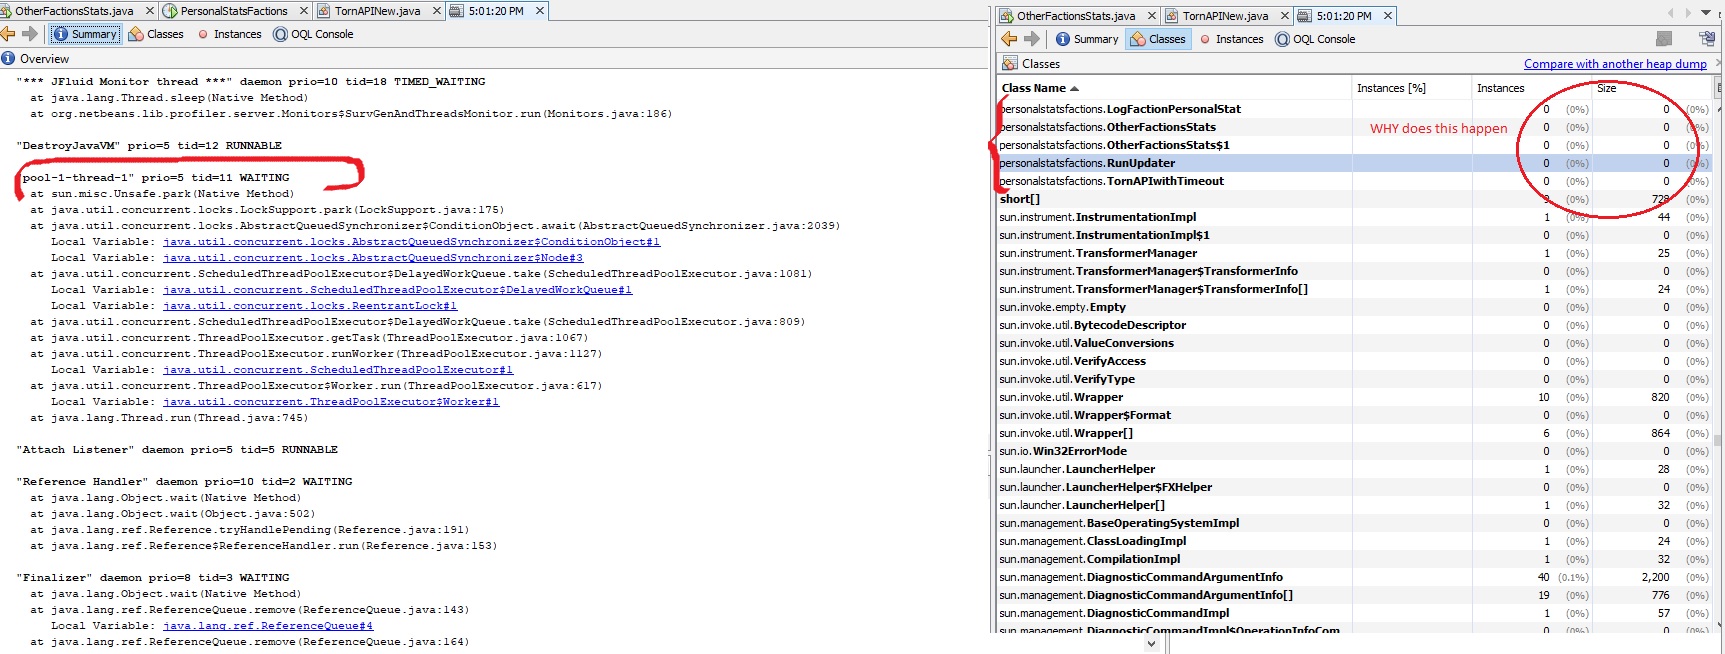 OtherFactionsStats.java
PersonalStatsFactions
TornAPINew.java
5:01:20 PM
Summary
Classes
Instances
OQL Console
Overview
"*** JFluid Monitor thread ***" daemon prio=10 tid=18 TIMED_WAITING
at java.lang.Thread.sleep(Native Method)
at org.netbeans.lib.profiler.server.Monitors$SurvGenAndThreadsMonitor.run(Monitors.java:186)
"DestroyJavaVM" prio=5 tid=12 RUNNABLE
"pool-1-thread-1" prio=5 tid=11 WAITING
at sun.misc.Unsafe.park(Native Method)
at java.util.concurrent.locks.LockSupport.park(LockSupport.java:175)
at java.util.concurrent.locks.AbstractQueuedSynchronizer$ConditionObject.await(AbstractQueuedSynchronizer.java:2039)
Local Variable: java.util.concurrent.locks.AbstractQueuedSynchronizer$ConditionObject#1
Local Variable: java.util.concurrent.locks.AbstractQueuedSynchronizer$Node#3
at java.util.concurrent.ScheduledThreadPoolExecutor$DelayedWorkQueue.take(ScheduledThreadPoolExecutor.java:1081)
Local Variable: java.util.concurrent.ScheduledThreadPoolExecutor$DelayedWorkQueue#1
Local Variable: java.util.concurrent.locks.ReentrantLock#1
at java.util.concurrent.ScheduledThreadPoolExecutor$DelayedWorkQueue.take(ScheduledThreadPoolExecutor.java:809)
at java.util.concurrent.ThreadPoolExecutor.getTask(ThreadPoolExecutor.java:1067)
at java.util.concurrent.ThreadPoolExecutor.runWorker(ThreadPoolExecutor.java:1127)
Local Variable: java.util.concurrent.ScheduledThreadPoolExecutor#1
at java.util.concurrent.ThreadPoolExecutor$Worker.run(ThreadPoolExecutor.java:617)
Local Variable: java.util.concurrent.ThreadPoolExecutor$Worker#1
at java.lang.Thread.run(Thread.java:745)
"Attach Listener" daemon prio=5 tid=5 RUNNABLE
"Reference Handler" daemon prio=10 tid=2 WAITING
at java.lang.Object.wait(Native Method)
at java.lang.Object.wait(Object.java:502)
at java.lang.ref.Reference.tryHandlePending(Reference.java:191)
at java.lang.ref.Reference$ReferenceHandler.run(Reference.java:153)
"Finalizer" daemon prio=8 tid=3 WAITING
at java.lang.Object.wait(Native Method)
at java.lang.ref.ReferenceQueue.remove(ReferenceQueue.java:143)
Local Variable: java.lang.ref.ReferenceQueue#4
at java.lang.ref.ReferenceQueue.remove(ReferenceQueue.java:164)
OtherFactionsStats.java
TornAPINew.java
5:01:20 PM
Summary
Classes
Instances
OQL Console
Classes
Compare with another heap dump
Class Name Instances [%] Instances Size
personalstatsfactions.LogFactionPersonalStat 0 (0%) 0 (0%)
personalstatsfactions.OtherFactionsStats 0 (0%) 0 (0%)
WHY does this happen
personalstatsfactions.OtherFactionsStats$1 0 (0%) 0 (0%)
personalstatsfactions.RunUpdater 0 (0%) 0 (0%)
personalstatsfactions.TornAPIwithTimeout 0 (0%) 0 (0%)
short[] (0%) 728 (0%)
sun.instrument.InstrumentationImpl 1 (0%) 44 (0%)
sun.instrument.InstrumentationImpl$1 0 (0%) 0 (0%)
sun.instrument.TransformerManager 1 (0%) 25 (0%)
sun.instrument.TransformerManager$TransformerInfo 0 (0%) 0 (0%)
sun.instrument.TransformerManager$TransformerInfo[] 1 (0%) 24 (0%)
sun.invoke.empty.Empty 0 (0%) 0 (0%)
sun.invoke.util.BytecodeDescriptor 0 (0%) 0 (0%)
sun.invoke.util.ValueConversions 0 (0%) 0 (0%)
sun.invoke.util.VerifyAccess 0 (0%) 0 (0%)
sun.invoke.util.VerifyType 0 (0%) 0 (0%)
sun.invoke.util.Wrapper 10 (0%) 820 (0%)
sun.invoke.util.Wrapper$Format 0 (0%) 0 (0%)
sun.invoke.util.Wrapper[] 6 (0%) 864 (0%)
sun.io.Win32ErrorMode 0 (0%) 0 (0%)
sun.launcher.LauncherHelper 1 (0%) 28 (0%)
sun.launcher.LauncherHelper$FXHelper 0 (0%) 0 (0%)
sun.launcher.LauncherHelper[] 1 (0%) 32 (0%)
sun.management.BaseOperatingSystemImpl 0 (0%) 0 (0%)
sun.management.ClassLoadingImpl 1 (0%) 24 (0%)
sun.management.CompilationImpl 1 (0%) 32 (0%)
sun.management.DiagnosticCommandArgumentInfo 40 (0.1%) 2,200 (0%)
sun.management.DiagnosticCommandArgumentInfo[] 19 (0%) 776 (0%)
sun.management.DiagnosticCommandImpl 1 (0%) 57 (0%)
sun.management.DiagnosticCommandImpl$OperationInfoCom 0 (0%) 0 (0%)